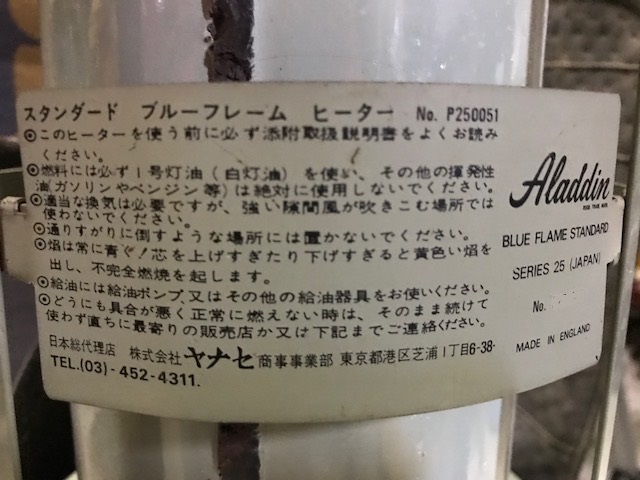 スタンダード ブルーフレーム ヒーター No. P250051
⦿このヒーターを使う前に必ず添附取扱説明書をよくお読み
ください。
⦿燃料には必ず1号灯油(白灯油)を使い、その他の揮発性
油(ガソリンやベンジン等)は絶対に使用しないでください。
⦿適当な換気は必要ですが、強い隙間風が吹きこむ場所では
使わないでください。
⦿通りすがりに倒すような場所には置かないでください。
⦿焰は常に青く!芯を上げすぎたり下げすぎると黄色い焰を
出し、不完全燃焼を起します。
⦿給油には給油ポンプ、又はその他の給油器具をお使いください。
⦿どうにも具合が悪く正常に燃えない時は、そのまま続けて
使わず直ちに最寄りの販売店か又は下記までご連絡ください。
日本総代理店 株式会社ヤナセ商事事業部 東京都港区芝浦1丁目6-38-
TEL.(03)-452-4311.
Aladdin
BLUE FLAME STANDARD
SERIES 25 (JAPAN)
No.
MADE IN ENGLAND